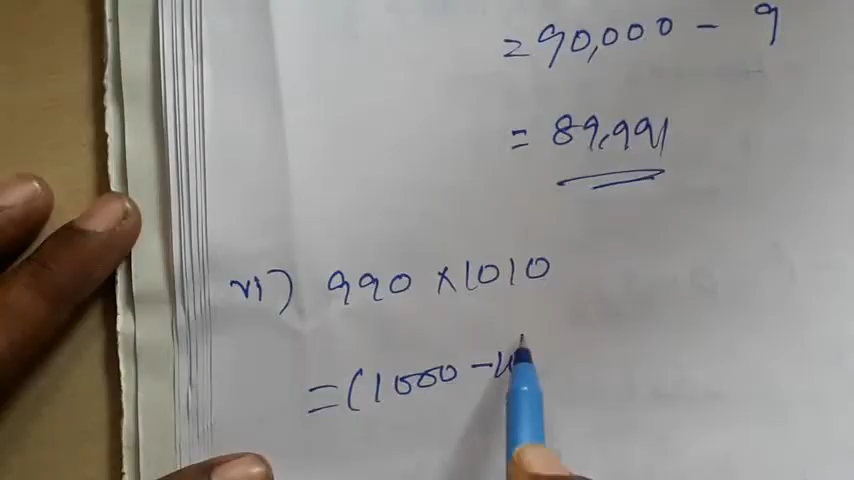 = 90,000 - 9
= 89,991
vi) 990 × 1010
= (1000 -